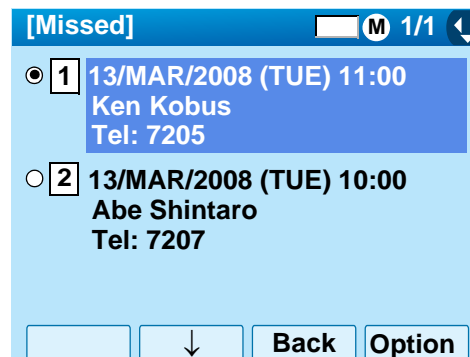 [Missed] M 1/1
1 13/MAR/2008 (TUE) 11:00
Ken Kobus
Tel: 7205
2 13/MAR/2008 (TUE) 10:00
Abe Shintaro
Tel: 7207
↓ Back Option